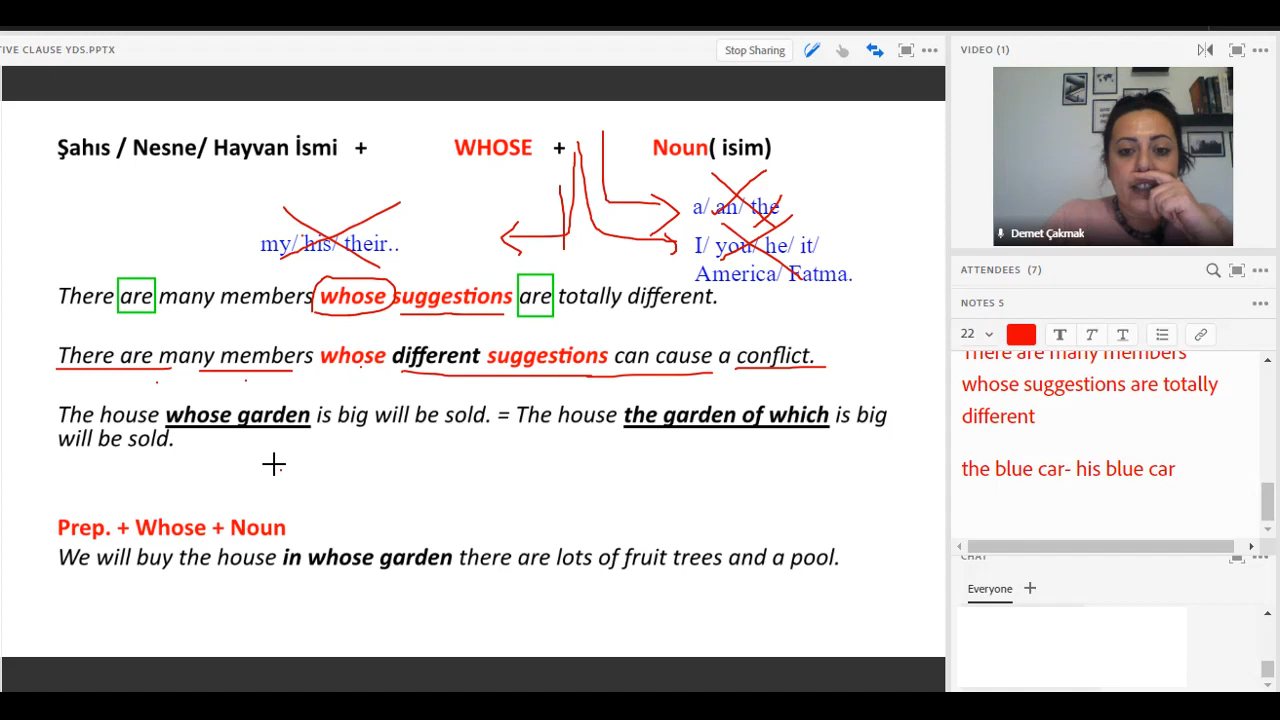 TIVE CLAUSE YDS.PPTX
Stop Sharing
VIDEO (1)
Demet Çakmak
Şahıs / Nesne/ Hayvan İsmi + WHOSE + Noun( isim)
a/ an/ the
my/ his/ their..
I/ you/ he/ it/
America/ Fatma.
There are many members whose suggestions are totally different.
There are many members whose different suggestions can cause a conflict.
The house whose garden is big will be sold. = The house the garden of which is big
will be sold.
Prep. + Whose + Noun
We will buy the house in whose garden there are lots of fruit trees and a pool.
ATTENDEES (7)
NOTES 5
22
There are many members
whose suggestions are totally
different
the blue car- his blue car
CHAT
Everyone